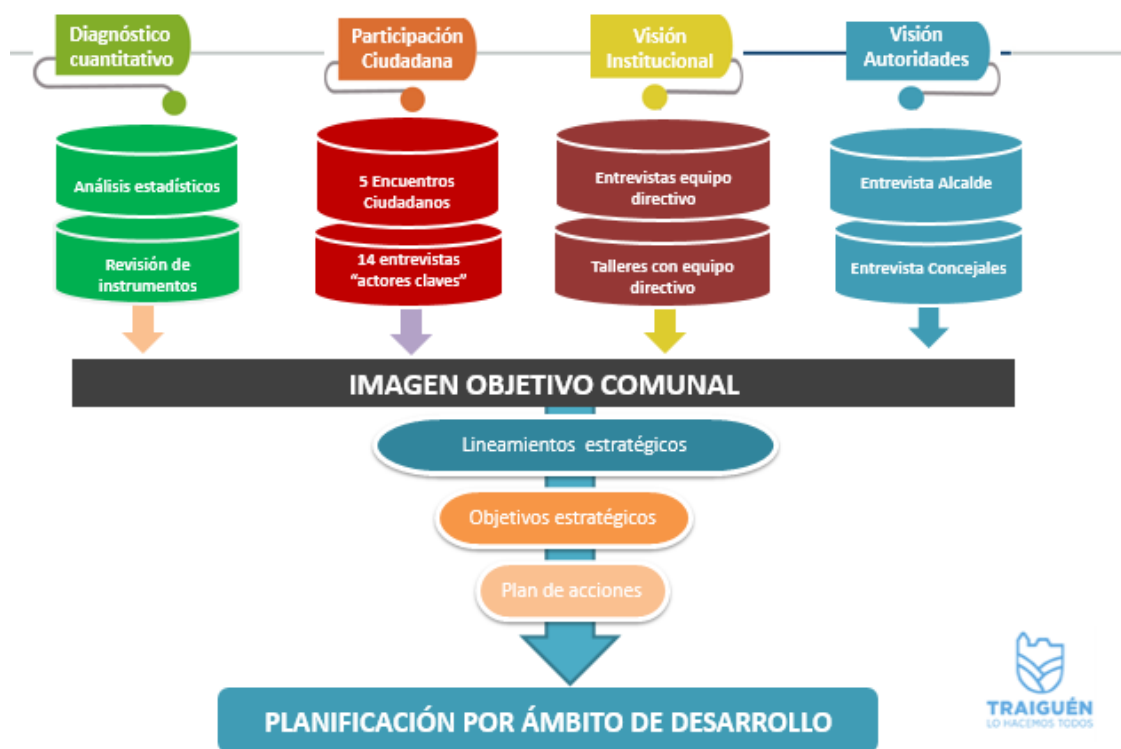 Diagnóstico
cuantitativo
Participación
Ciudadana
Visión
Institucional
Visión
Autoridades
Análisis estadísticos
Revisión de
instrumentos
5 Encuentros
Ciudadanos
14 entrevistas
“actores claves”
Entrevistas equipo
directivo
Talleres con equipo
directivo
Entrevista Alcalde
Entrevista Concejales
IMAGEN OBJETIVO COMUNAL
Lineamientos estratégicos
Objetivos estratégicos
Plan de acciones
PLANIFICACIÓN POR ÁMBITO DE DESARROLLO
TRAIGUÉN
LO HACEMOS TODOS